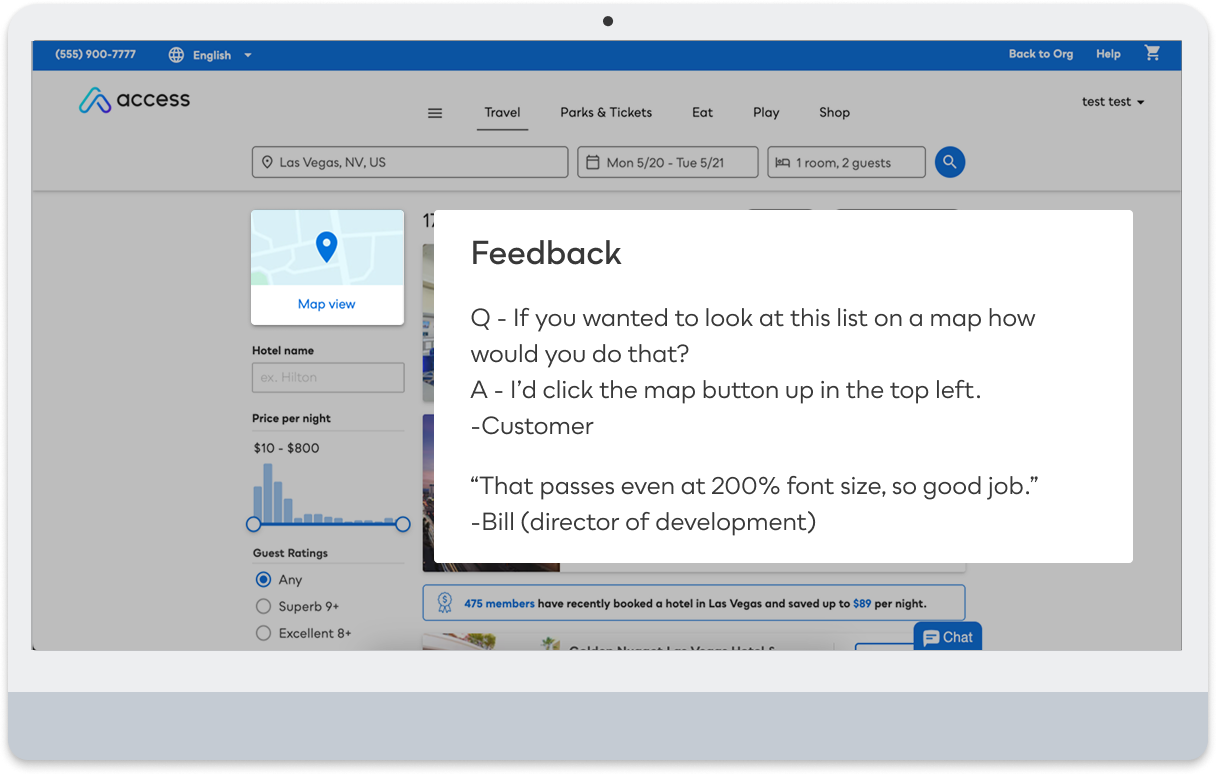 (555) 900-7777 English Back to Org Help
access
Travel Parks & Tickets Eat Play Shop
test test
Las Vegas, NV, US Mon 5/20 - Tue 5/21 1 room, 2 guests
17
Map view
Feedback
Q - If you wanted to look at this list on a map how
would you do that?
A - I’d click the map button up in the top left.
-Customer
“That passes even at 200% font size, so good job.”
-Bill (director of development)
Hotel name
ex. Hilton
Price per night
$10 - $800
Guest Ratings
Any
Superb 9+
Excellent 8+
475 members have recently booked a hotel in Las Vegas and saved up to $89 per night.
Golden Nugget Las Vegas Hotel &
Chat